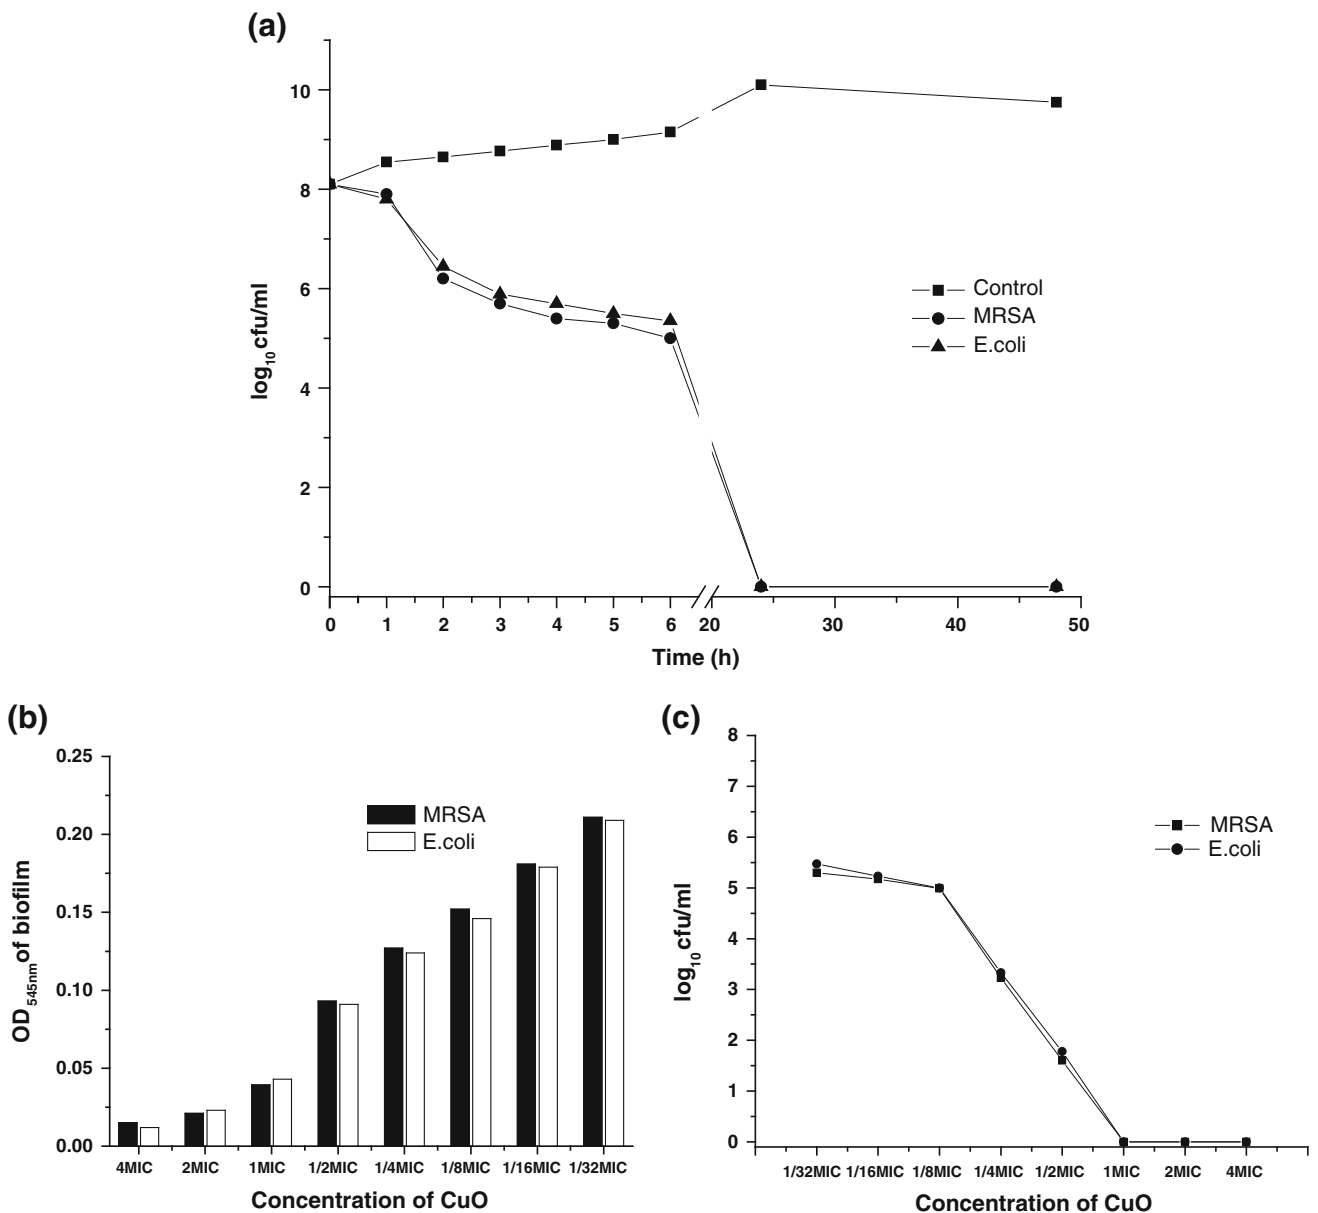 (a)
10
8
6
4
2
0
log10 cfu/ml
Control
MRSA
E.coli
0 1 2 3 4 5 6 20 30 40 50
Time (h)
(b)
0.25
0.20
0.15
0.10
0.05
0.00
OD545nm of biofilm
MRSA
E.coli
4MIC 2MIC 1MIC 1/2MIC 1/4MIC 1/8MIC 1/16MIC 1/32MIC
Concentration of CuO
(c)
8
7
6
5
4
3
2
1
0
log10 cfu/ml
MRSA
E.coli
1/32MIC 1/16MIC 1/8MIC 1/4MIC 1/2MIC 1MIC 2MIC 4MIC
Concentration of CuO